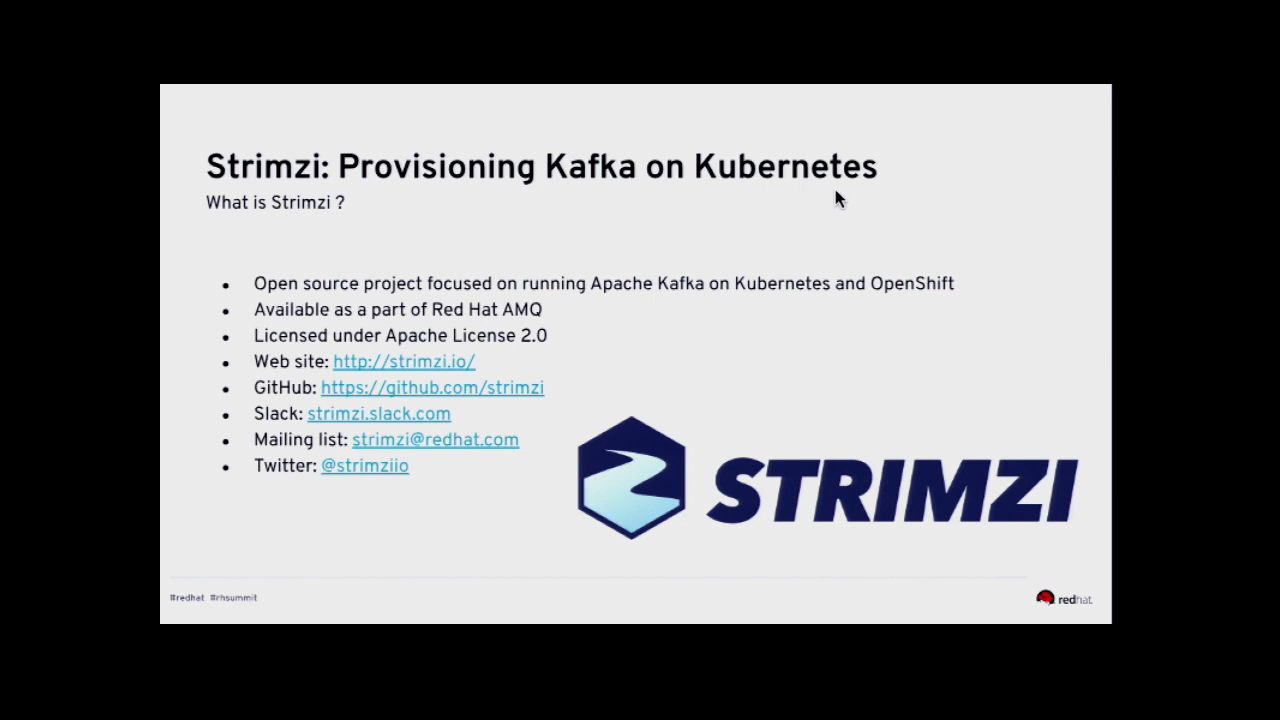 Strimzi: Provisioning Kafka on Kubernetes
What is Strimzi ?
● Open source project focused on running Apache Kafka on Kubernetes and OpenShift
● Available as a part of Red Hat AMQ
● Licensed under Apache License 2.0
● Web site: http://strimzi.io/
● GitHub: https://github.com/strimzi
● Slack: strimzi.slack.com
● Mailing list: strimzi@redhat.com
● Twitter: @strimziio
STRIMZI
#redhat #rhsummit
redhat.